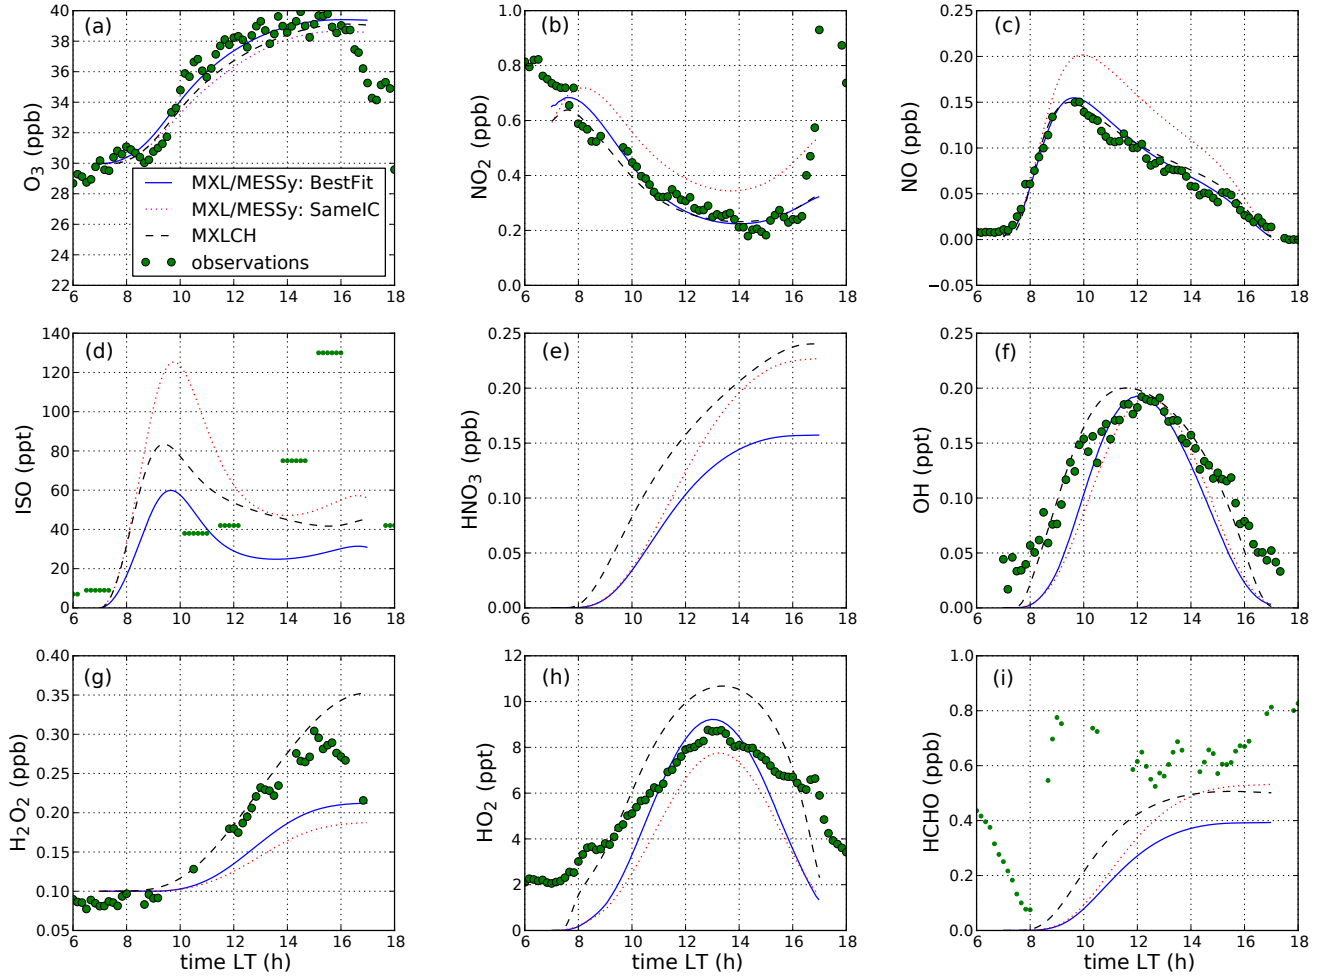 (a)
O3 (ppb)
40
38
36
34
32
30
28
26
24
22
6 8 10 12 14 16 18
MXL/MESSy: BestFit
MXL/MESSy: SameIC
MXLCH
observations
(b)
NO2 (ppb)
1.0
0.8
0.6
0.4
0.2
0.0
6 8 10 12 14 16 18
(c)
NO (ppb)
0.25
0.20
0.15
0.10
0.05
0.00
−0.05
6 8 10 12 14 16 18
(d)
ISO (ppt)
140
120
100
80
60
40
20
0
6 8 10 12 14 16 18
(e)
HNO3 (ppb)
0.25
0.20
0.15
0.10
0.05
0.00
6 8 10 12 14 16 18
(f)
OH (ppt)
0.25
0.20
0.15
0.10
0.05
0.00
6 8 10 12 14 16 18
(g)
H2O2 (ppb)
0.40
0.35
0.30
0.25
0.20
0.15
0.10
0.05
6 8 10 12 14 16 18
time LT (h)
(h)
HO2 (ppt)
12
10
8
6
4
2
0
6 8 10 12 14 16 18
time LT (h)
(i)
HCHO (ppb)
1.0
0.8
0.6
0.4
0.2
0.0
6 8 10 12 14 16 18
time LT (h)